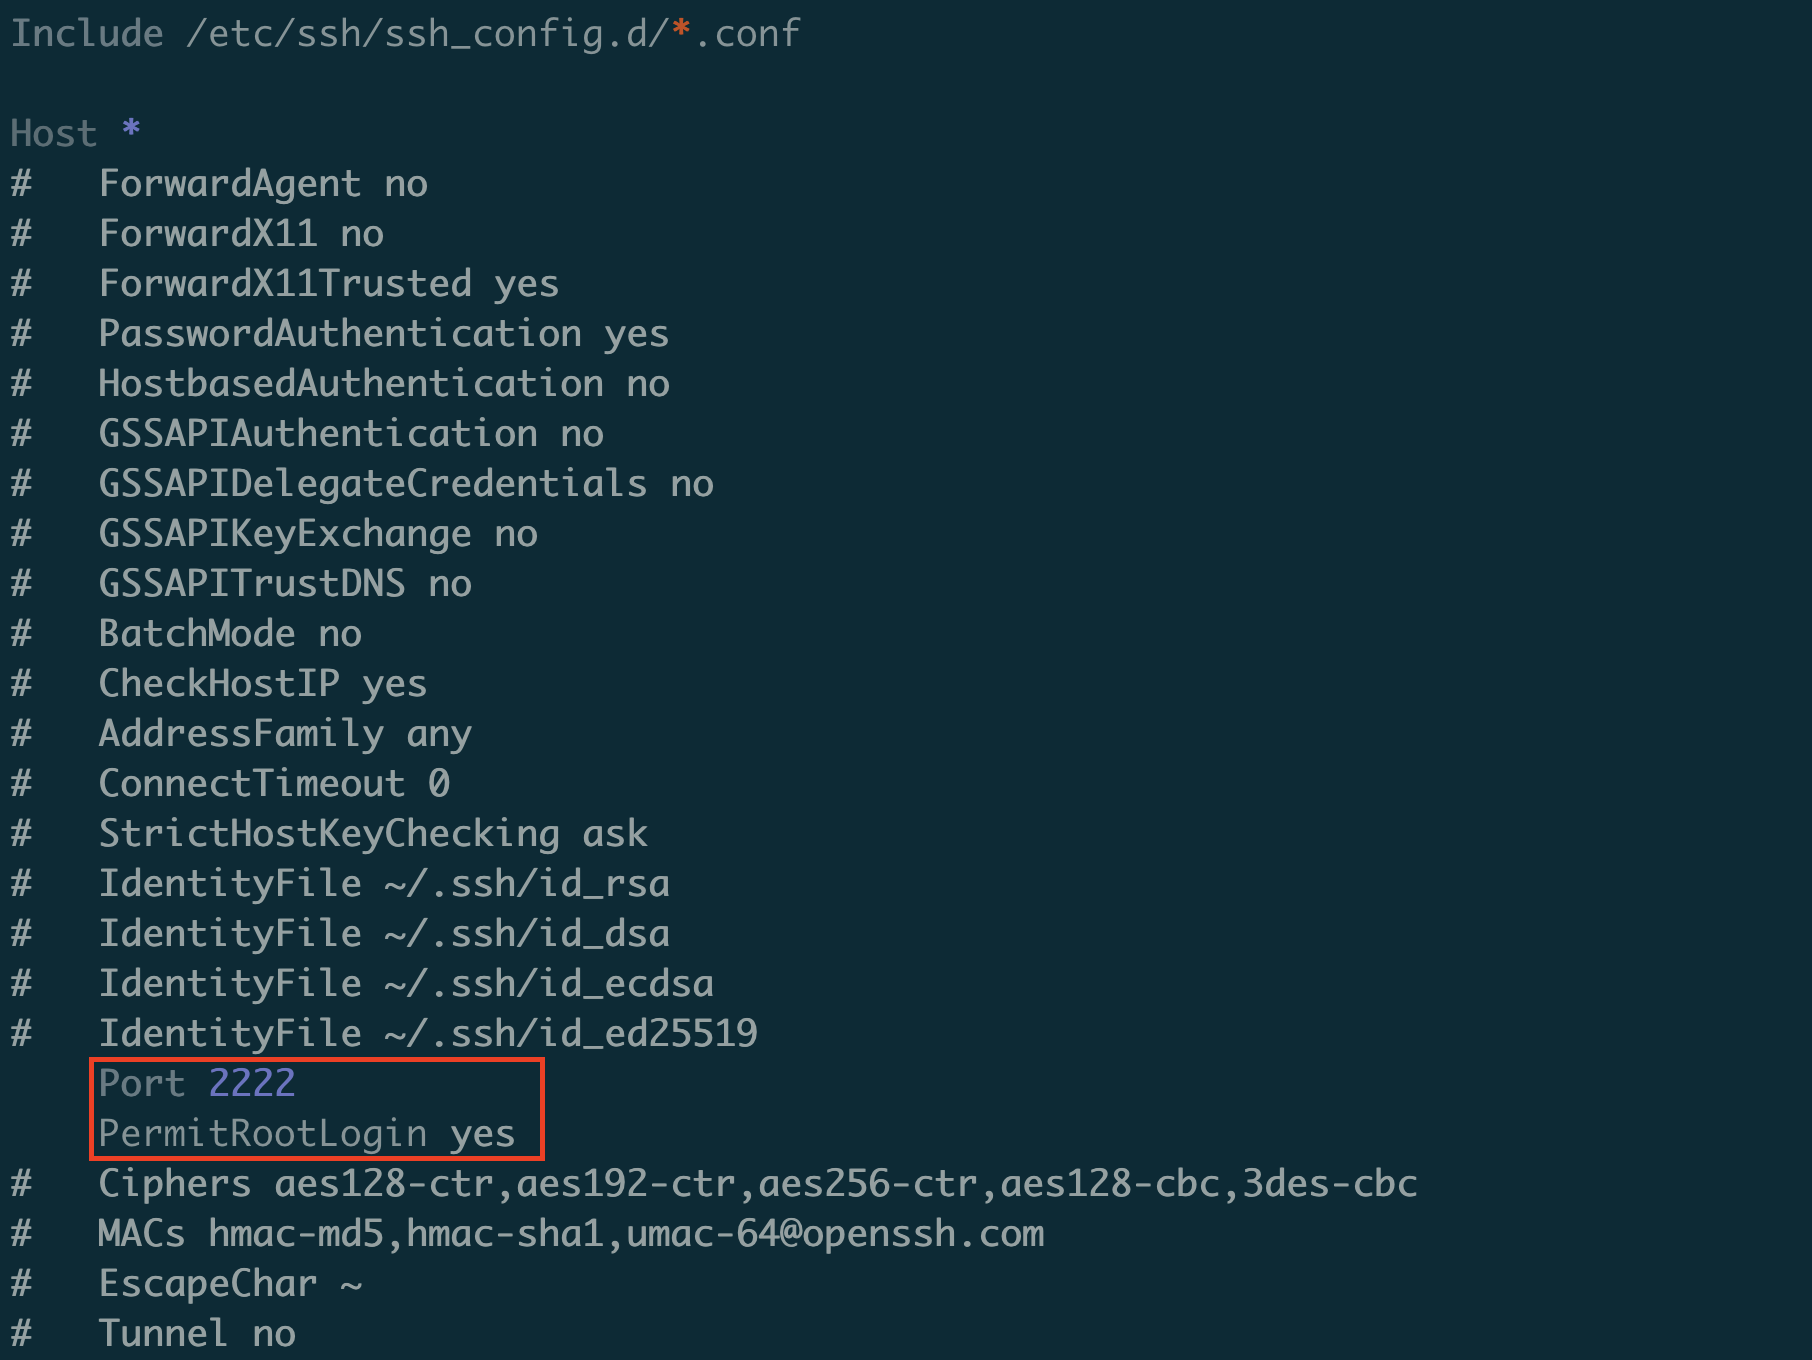 Include /etc/ssh/ssh_config.d/*.conf
Host *
#   ForwardAgent no
#   ForwardX11 no
#   ForwardX11Trusted yes
#   PasswordAuthentication yes
#   HostbasedAuthentication no
#   GSSAPIAuthentication no
#   GSSAPIDelegateCredentials no
#   GSSAPIKeyExchange no
#   GSSAPITrustDNS no
#   BatchMode no
#   CheckHostIP yes
#   AddressFamily any
#   ConnectTimeout 0
#   StrictHostKeyChecking ask
#   IdentityFile ~/.ssh/id_rsa
#   IdentityFile ~/.ssh/id_dsa
#   IdentityFile ~/.ssh/id_ecdsa
#   IdentityFile ~/.ssh/id_ed25519
    Port 2222
    PermitRootLogin yes
#   Ciphers aes128-ctr,aes192-ctr,aes256-ctr,aes128-cbc,3des-cbc
#   MACs hmac-md5,hmac-sha1,umac-64@openssh.com
#   EscapeChar ~
#   Tunnel no